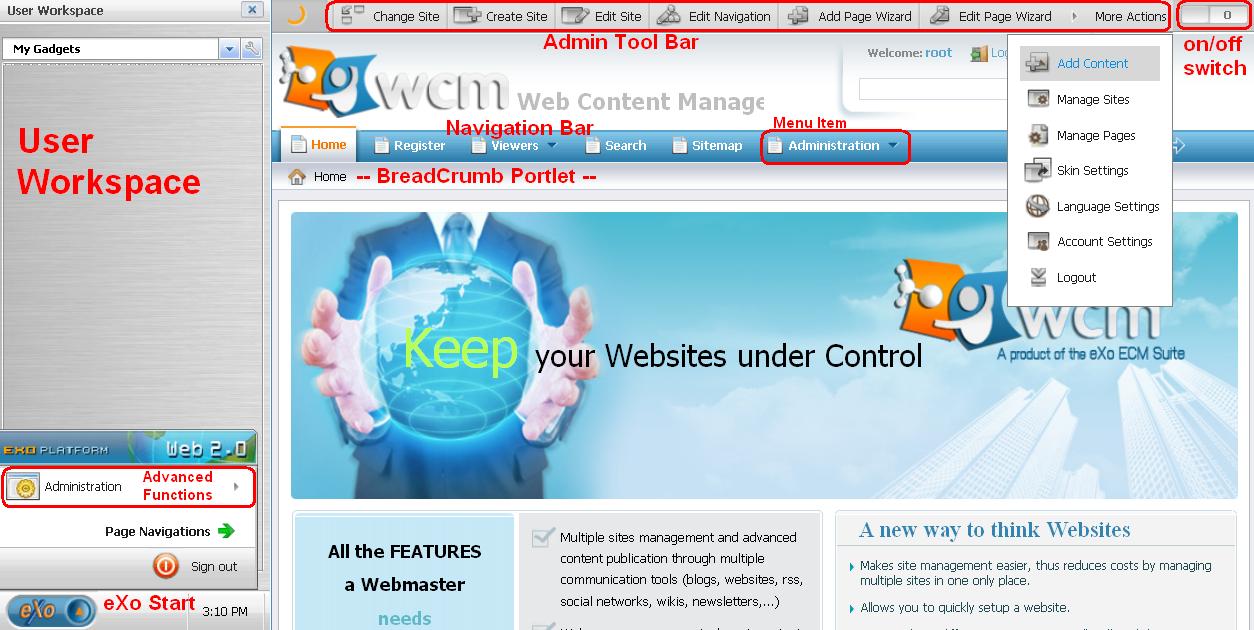 User Workspace
My Gadgets
User
Workspace
EXO PLATFORM Web 2.0
Administration
Advanced
Functions
Page Navigations
Sign out
eXo
eXo Start
3:10 PM
Change Site
Create Site
Edit Site
Edit Navigation
Add Page Wizard
Edit Page Wizard
More Actions
0
Admin Tool Bar
on/off
switch
wcm Web Content Manage
Welcome: root
Lo
Add Content
Manage Sites
Manage Pages
Skin Settings
Language Settings
Account Settings
Logout
Navigation Bar
Menu Item
Home
Register
Viewers
Search
Sitemap
Administration
Home
-- BreadCrumb Portlet --
Keep your Websites under Control
wcm
A product of the eXo ECM Suite
All the FEATURES
a Webmaster
needs
Multiple sites management and advanced
content publication through multiple
communication tools (blogs, websites, rss,
social networks, wikis, newsletters,...)
A new way to think Websites
Makes site management easier, thus reduces costs by managing
multiple sites in one only place.
Allows you to quickly setup a website.